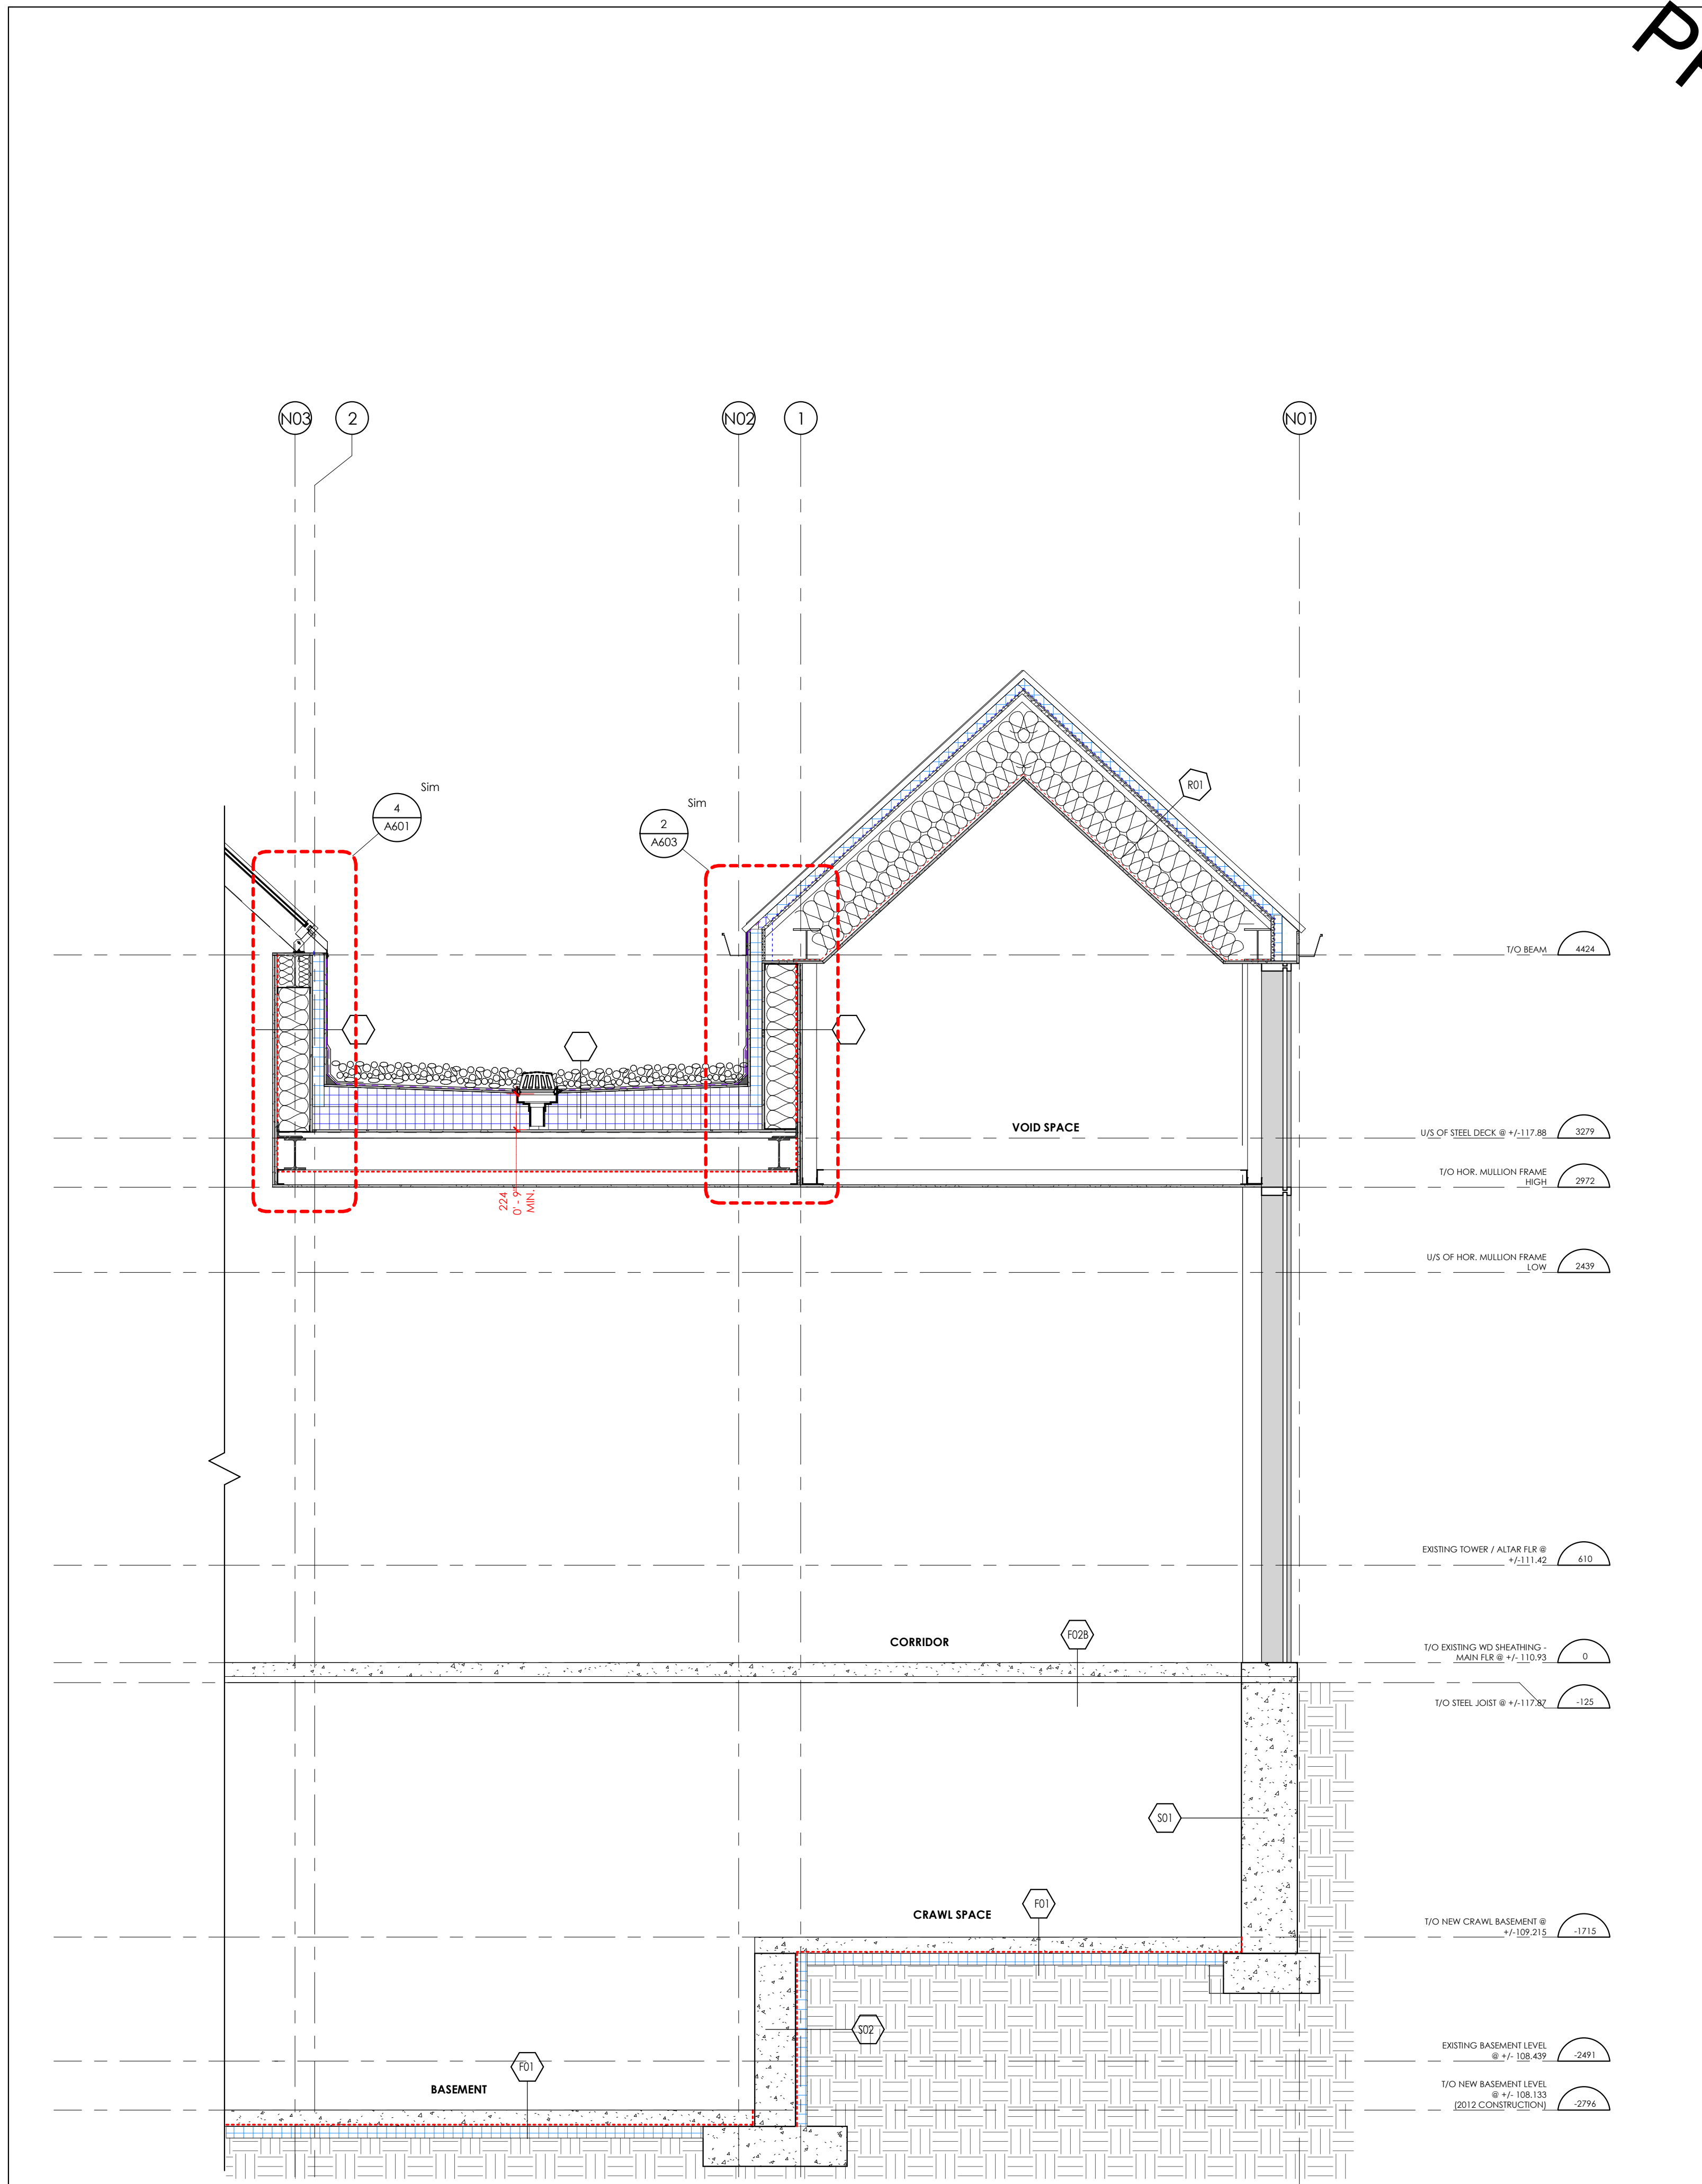 N03
2
N02
1
N01
Sim
4
A601
Sim
2
A603
R01
T/O BEAM
4424
VOID SPACE
U/S OF STEEL DECK @ +/-117.88
3279
T/O HOR. MULLION FRAME
HIGH
2972
224
0' - 9"
MIN.
U/S OF HOR. MULLION FRAME
LOW
2439
EXISTING TOWER / ALTAR FLR @
+/-111.42
610
CORRIDOR
F02B
T/O EXISTING WD SHEATHING -
MAIN FLR @ +/- 110.93
0
T/O STEEL JOIST @ +/-117.87
-125
S01
CRAWL SPACE
F01
T/O NEW CRAWL BASEMENT @
+/-109.215
-1715
S02
EXISTING BASEMENT LEVEL
@ +/- 108.439
-2491
F01
BASEMENT
T/O NEW BASEMENT LEVEL
@ +/- 108.133
(2012 CONSTRUCTION)
-2796